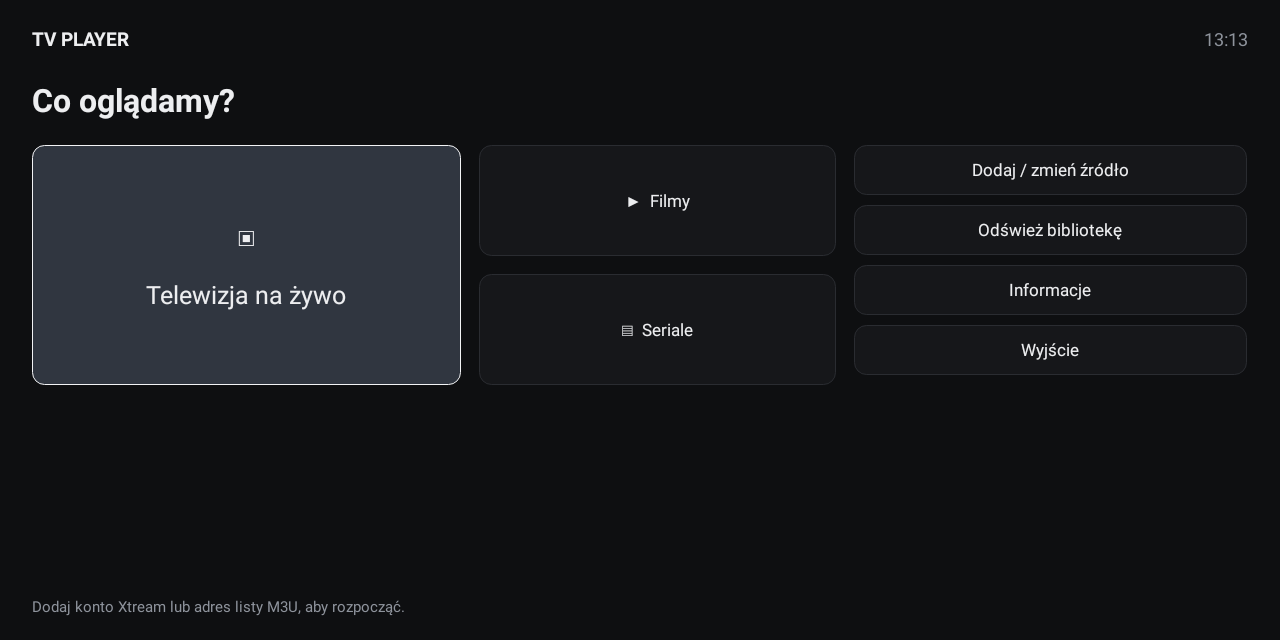 TV PLAYER
13:13
Co oglądamy?
Telewizja na żywo
Filmy
Seriale
Dodaj / zmień źródło
Odśwież bibliotekę
Informacje
Wyjście
Dodaj konto Xtream lub adres listy M3U, aby rozpocząć.